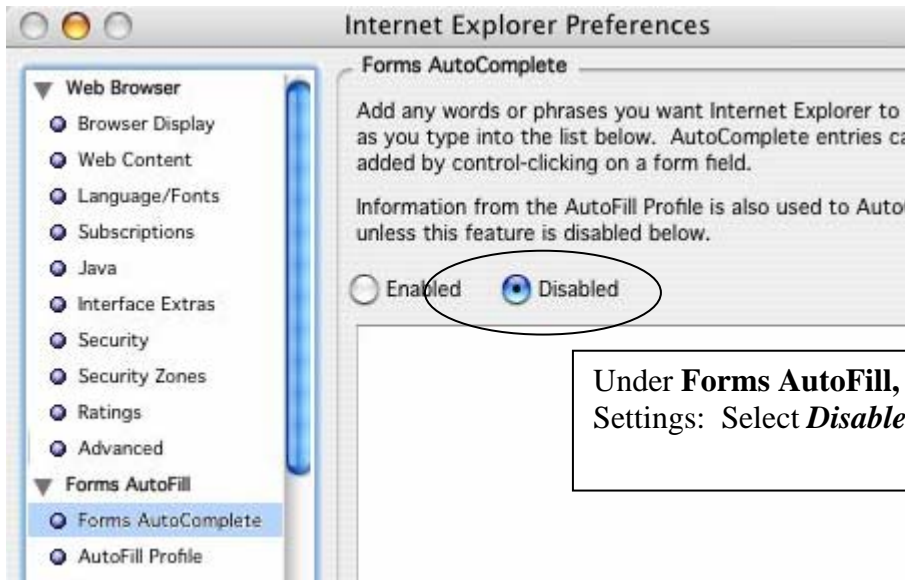 Internet Explorer Preferences
Web Browser
Browser Display
Web Content
Language/Fonts
Subscriptions
Java
Interface Extras
Security
Security Zones
Ratings
Advanced
Forms AutoFill
Forms AutoComplete
AutoFill Profile
Forms AutoComplete
Add any words or phrases you want Internet Explorer to
as you type into the list below. AutoComplete entries ca
added by control-clicking on a form field.
Information from the AutoFill Profile is also used to Auto
unless this feature is disabled below.
Enabled Disabled
Under Forms AutoFill,
Settings: Select Disable